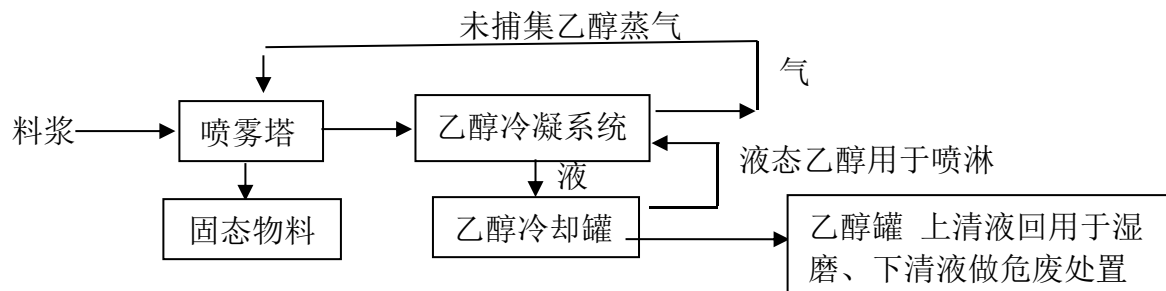 未捕集乙醇蒸气
气
料浆
喷雾塔
乙醇冷凝系统
液态乙醇用于喷淋
液
固态物料
乙醇冷却罐
乙醇罐 上清液回用于湿
磨、下清液做危废处置